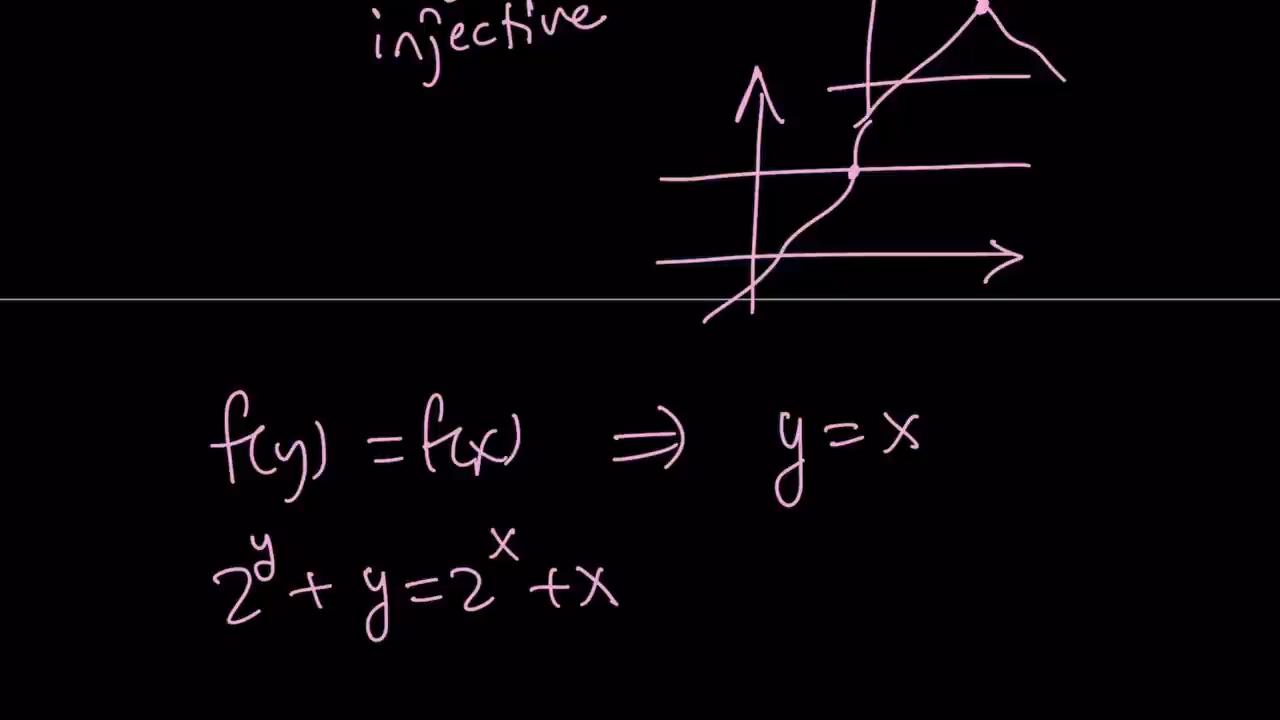 injective
f(y) = f(x) ⇒ y = x
2^y + y = 2^x + x